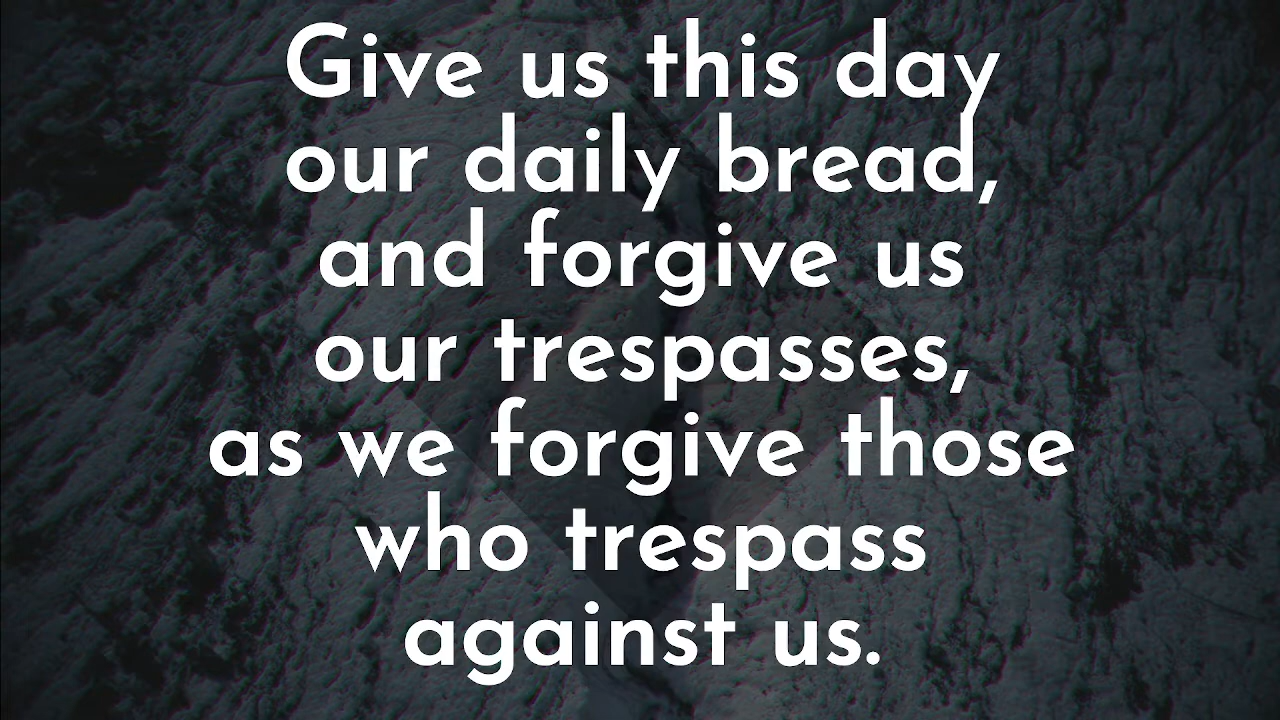 Give us this day
our daily bread,
and forgive us
our trespasses,
as we forgive those
who trespass
against us.